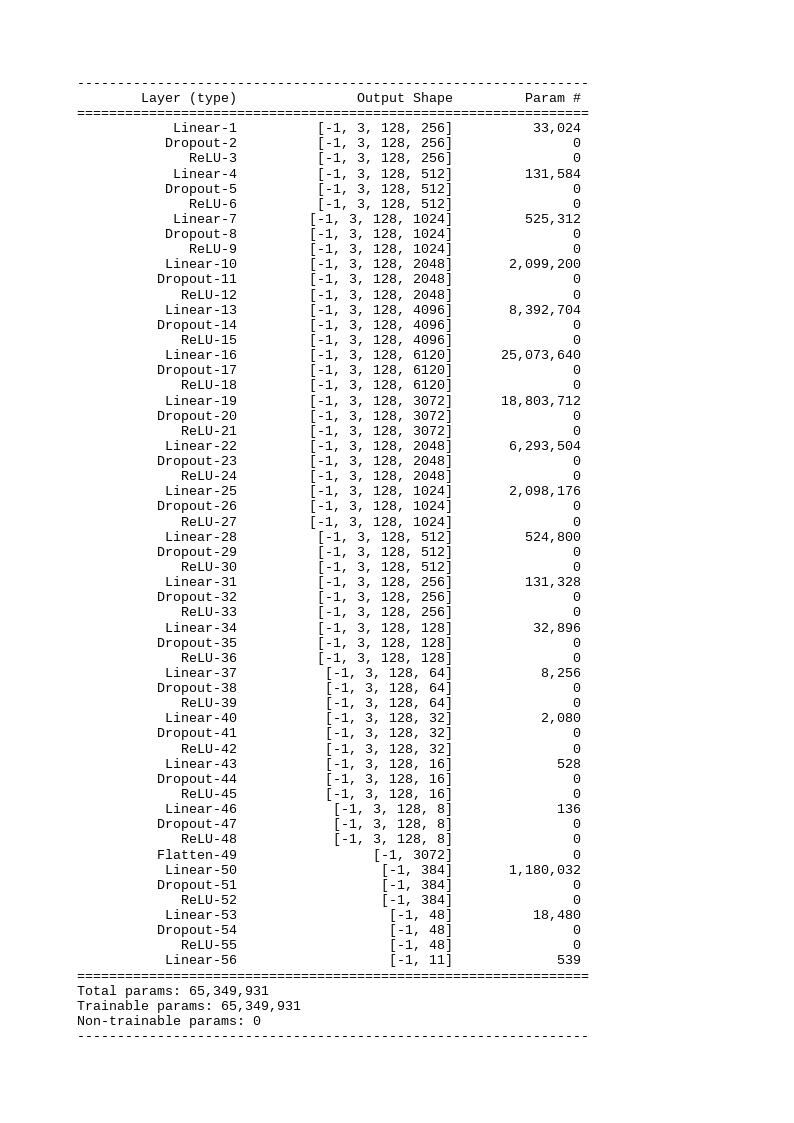 ----------------------------------------------------------------
Layer (type) Output Shape Param #
================================================================
Linear-1 [-1, 3, 128, 256] 33,024
Dropout-2 [-1, 3, 128, 256] 0
ReLU-3 [-1, 3, 128, 256] 0
Linear-4 [-1, 3, 128, 512] 131,584
Dropout-5 [-1, 3, 128, 512] 0
ReLU-6 [-1, 3, 128, 512] 0
Linear-7 [-1, 3, 128, 1024] 525,312
Dropout-8 [-1, 3, 128, 1024] 0
ReLU-9 [-1, 3, 128, 1024] 0
Linear-10 [-1, 3, 128, 2048] 2,099,200
Dropout-11 [-1, 3, 128, 2048] 0
ReLU-12 [-1, 3, 128, 2048] 0
Linear-13 [-1, 3, 128, 4096] 8,392,704
Dropout-14 [-1, 3, 128, 4096] 0
ReLU-15 [-1, 3, 128, 4096] 0
Linear-16 [-1, 3, 128, 6120] 25,073,640
Dropout-17 [-1, 3, 128, 6120] 0
ReLU-18 [-1, 3, 128, 6120] 0
Linear-19 [-1, 3, 128, 3072] 18,803,712
Dropout-20 [-1, 3, 128, 3072] 0
ReLU-21 [-1, 3, 128, 3072] 0
Linear-22 [-1, 3, 128, 2048] 6,293,504
Dropout-23 [-1, 3, 128, 2048] 0
ReLU-24 [-1, 3, 128, 2048] 0
Linear-25 [-1, 3, 128, 1024] 2,098,176
Dropout-26 [-1, 3, 128, 1024] 0
ReLU-27 [-1, 3, 128, 1024] 0
Linear-28 [-1, 3, 128, 512] 524,800
Dropout-29 [-1, 3, 128, 512] 0
ReLU-30 [-1, 3, 128, 512] 0
Linear-31 [-1, 3, 128, 256] 131,328
Dropout-32 [-1, 3, 128, 256] 0
ReLU-33 [-1, 3, 128, 256] 0
Linear-34 [-1, 3, 128, 128] 32,896
Dropout-35 [-1, 3, 128, 128] 0
ReLU-36 [-1, 3, 128, 128] 0
Linear-37 [-1, 3, 128, 64] 8,256
Dropout-38 [-1, 3, 128, 64] 0
ReLU-39 [-1, 3, 128, 64] 0
Linear-40 [-1, 3, 128, 32] 2,080
Dropout-41 [-1, 3, 128, 32] 0
ReLU-42 [-1, 3, 128, 32] 0
Linear-43 [-1, 3, 128, 16] 528
Dropout-44 [-1, 3, 128, 16] 0
ReLU-45 [-1, 3, 128, 16] 0
Linear-46 [-1, 3, 128, 8] 136
Dropout-47 [-1, 3, 128, 8] 0
ReLU-48 [-1, 3, 128, 8] 0
Flatten-49 [-1, 3072] 0
Linear-50 [-1, 384] 1,180,032
Dropout-51 [-1, 384] 0
ReLU-52 [-1, 384] 0
Linear-53 [-1, 48] 18,480
Dropout-54 [-1, 48] 0
ReLU-55 [-1, 48] 0
Linear-56 [-1, 11] 539
================================================================
Total params: 65,349,931
Trainable params: 65,349,931
Non-trainable params: 0
----------------------------------------------------------------